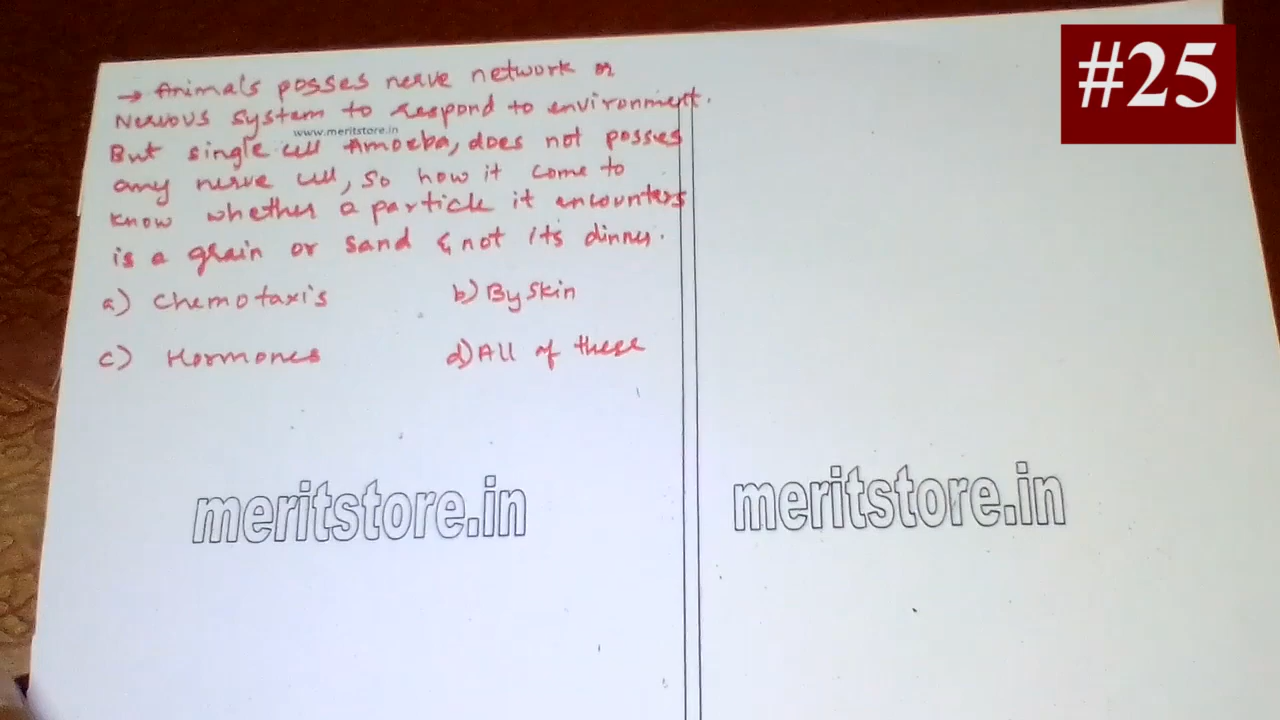 #25
→ Animals posses nerve network or
Nervous system to respond to environment.
www.meritstore.in
But single cell Amoeba, does not posses
any nerve cell, so how it come to
know whether a particle it encounters
is a grain or sand & not its dinner.
a) Chemotaxis b) By skin
c) Hormones d) All of these
meritstore.in meritstore.in